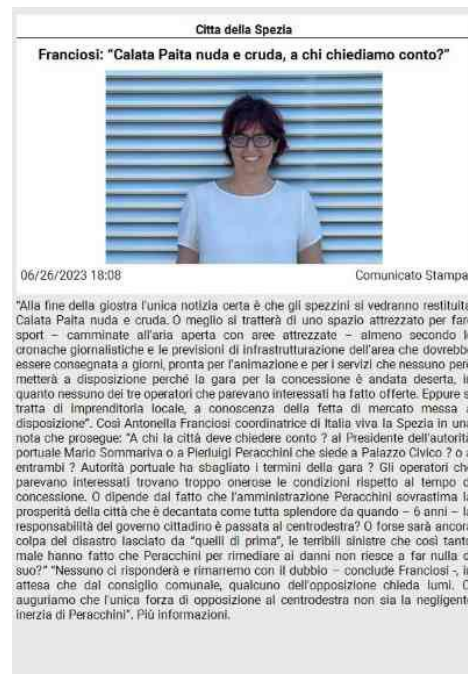 Citta della Spezia
Franciosi: “Calata Paita nuda e cruda, a chi chiediamo conto?”
06/26/2023 18:08
Comunicato Stampa
“Alla fine della giostra l'unica notizia certa è che gli spezzini si vedranno restituita
Calata Paita nuda e cruda. O meglio si tratterà di uno spazio attrezzato per fare
sport – camminate all'aria aperta con aree attrezzate – almeno secondo le
cronache giornalistiche e le previsioni di infrastrutturazione dell'area che dovrebbe
essere consegnata a giorni, pronta per l'animazione e per i servizi che nessuno però
metterà a disposizione perché la gara per la concessione è andata deserta, in
quanto nessuno dei tre operatori che parevano interessati ha fatto offerte. Eppure si
tratta di imprenditoria locale, a conoscenza della fetta di mercato messa a
disposizione”. Così Antonella Franciosi coordinatrice di Italia viva la Spezia in una
nota che prosegue: “A chi la città deve chiedere conto ? al Presidente dell'autorità
portuale Mario Sommariva o a Pierluigi Peracchini che siede a Palazzo Civico ? o a
entrambi ? Autorità portuale ha sbagliato i termini della gara ? Gli operatori che
parevano interessati trovano troppo onerose le condizioni rispetto al tempo di
concessione. O dipende dal fatto che l'amministrazione Peracchini sovrastima la
prosperità della città che è decantata come tutta splendore da quando – 6 anni – la
responsabilità del governo cittadino è passata al centrodestra? O forse sarà ancora
colpa del disastro lasciato da “quelli di prima”, le terribili sinistre che così tanto
male hanno fatto che Peracchini per rimediare ai danni non riesce a far nulla di
suo?” “Nessuno ci risponderà e rimarremo con il dubbio – conclude Franciosi -, in
attesa che dal consiglio comunale, qualcuno dell'opposizione chieda lumi. Ci
auguriamo che l'unica forza di opposizione al centrodestra non sia la negligente
inerzia di Peracchini”. Più informazioni.